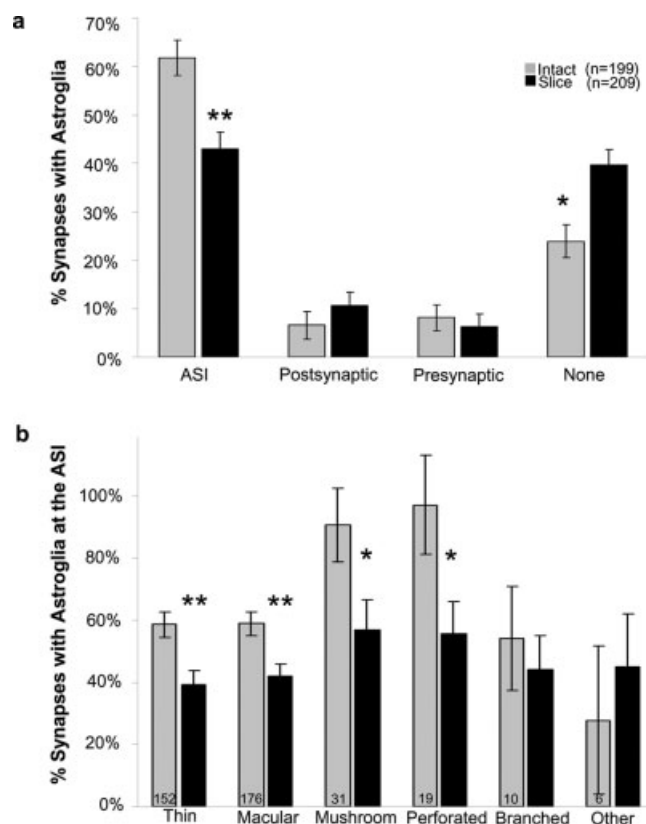 a
% Synapses with Astroglia
70%
60%
50%
40%
30%
20%
10%
0%
Intact (n=199)
Slice (n=209)
**
*
ASI Postsynaptic Presynaptic None
b
% Synapses with Astroglia at the ASI
100%
80%
60%
40%
20%
0%
** ** * *
152 176 31 19 10 6
Thin Macular Mushroom Perforated Branched Other